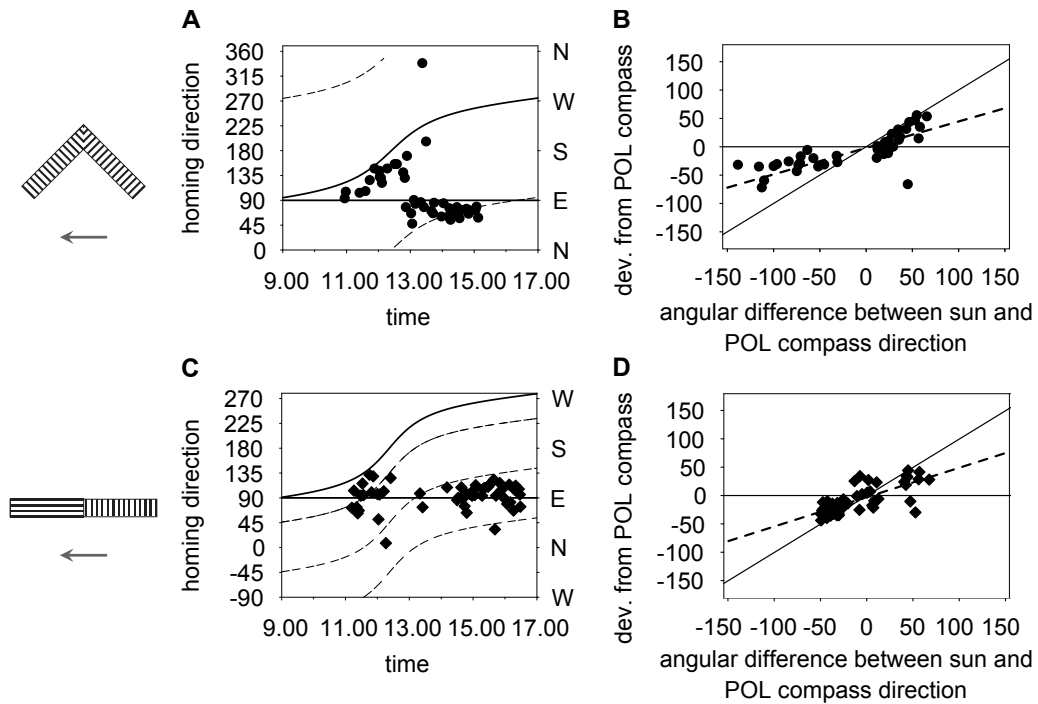 A
homing direction
360
315
270
225
180
135
90
45
0
N
W
S
E
N
9.00 11.00 13.00 15.00 17.00
time
B
dev. from POL compass
150
100
50
0
-50
-100
-150
-150 -100 -50 0 50 100 150
angular difference between sun and
POL compass direction
C
homing direction
270
225
180
135
90
45
0
-45
-90
W
S
E
N
W
9.00 11.00 13.00 15.00 17.00
time
D
dev. from POL compass
150
100
50
0
-50
-100
-150
-150 -100 -50 0 50 100 150
angular difference between sun and
POL compass direction